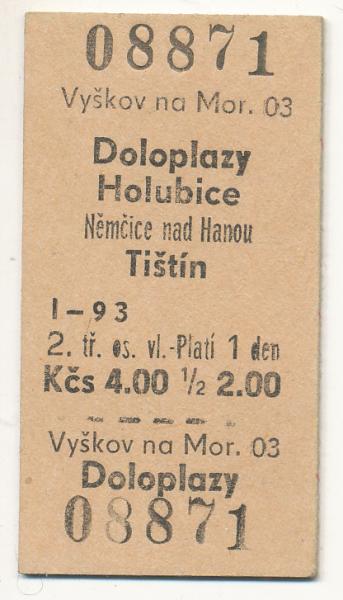 08871
Vyškov na Mor. 03
Doloplazy
Holubice
Němčice nad Hanou
Tištín
I-93
2. tř. os. vl.-Platí 1 den
Kčs 4.00 ½ 2.00
Vyškov na Mor. 03
Doloplazy
08871